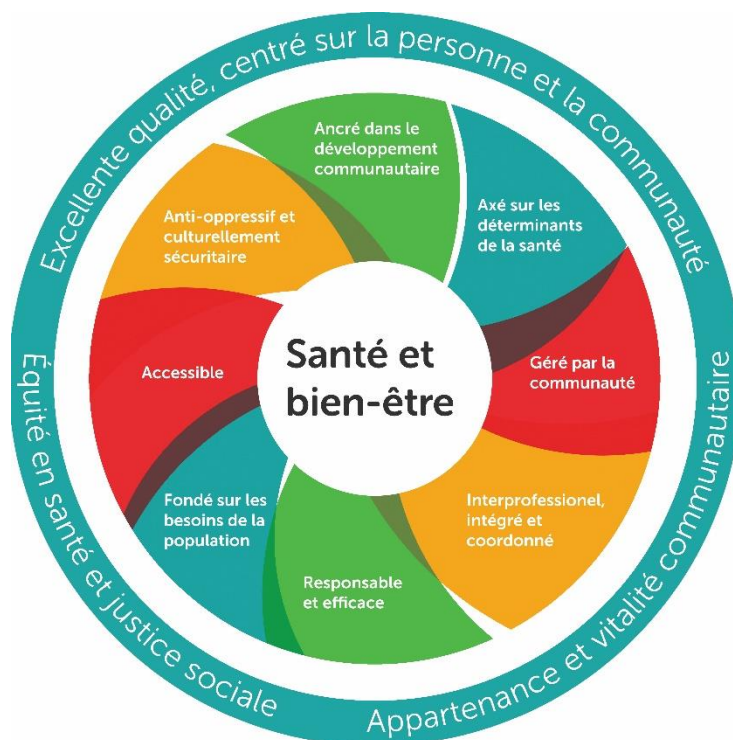 Excellente qualité, centré sur la personne et la communauté
Ancré dans le
développement
communautaire
Axé sur les
déterminants
de la santé
Anti-oppressif et
culturellement
sécuritaire
Santé et
bien-être
Accessible
Géré par la
communauté
Fondé sur les
besoins de la
population
Interprofessionel,
intégré et
coordonné
Responsable
et efficace
Équité en santé et justice sociale
Appartenance et vitalité communautaire